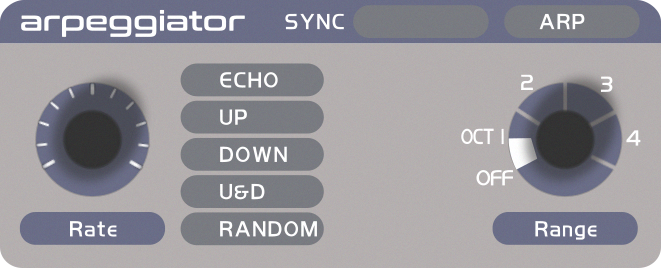 arpeggiator SYNC ARP
ECHO
UP
DOWN
U&D
RANDOM
Rate
2 3
OCT 1 4
OFF
Range